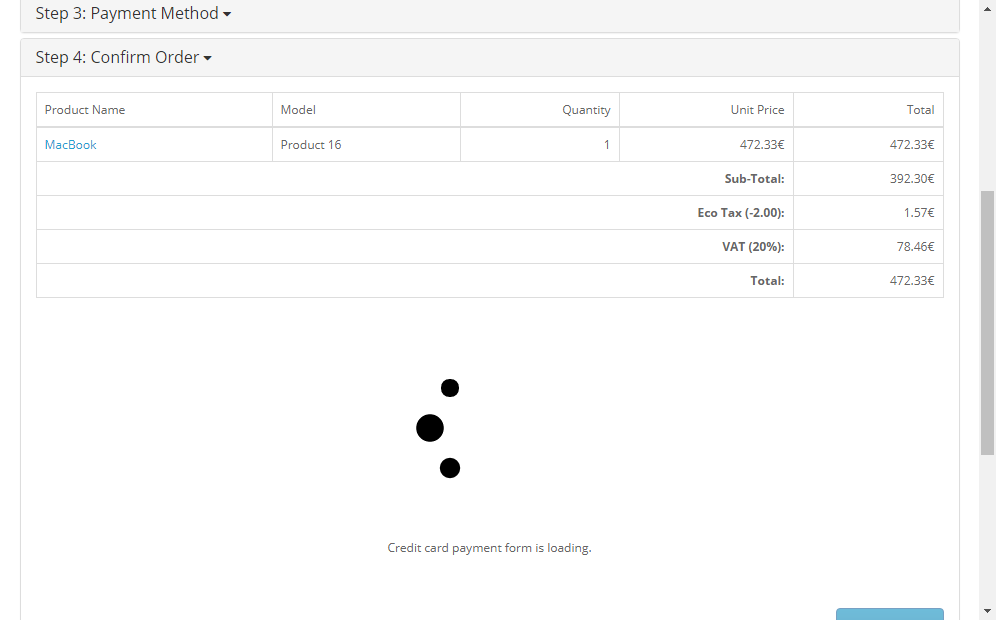 Step 3: Payment Method
Step 4: Confirm Order
Product Name Model Quantity Unit Price Total
MacBook Product 16 1 472.33€ 472.33€
Sub-Total: 392.30€
Eco Tax (-2.00): 1.57€
VAT (20%): 78.46€
Total: 472.33€
Credit card payment form is loading.